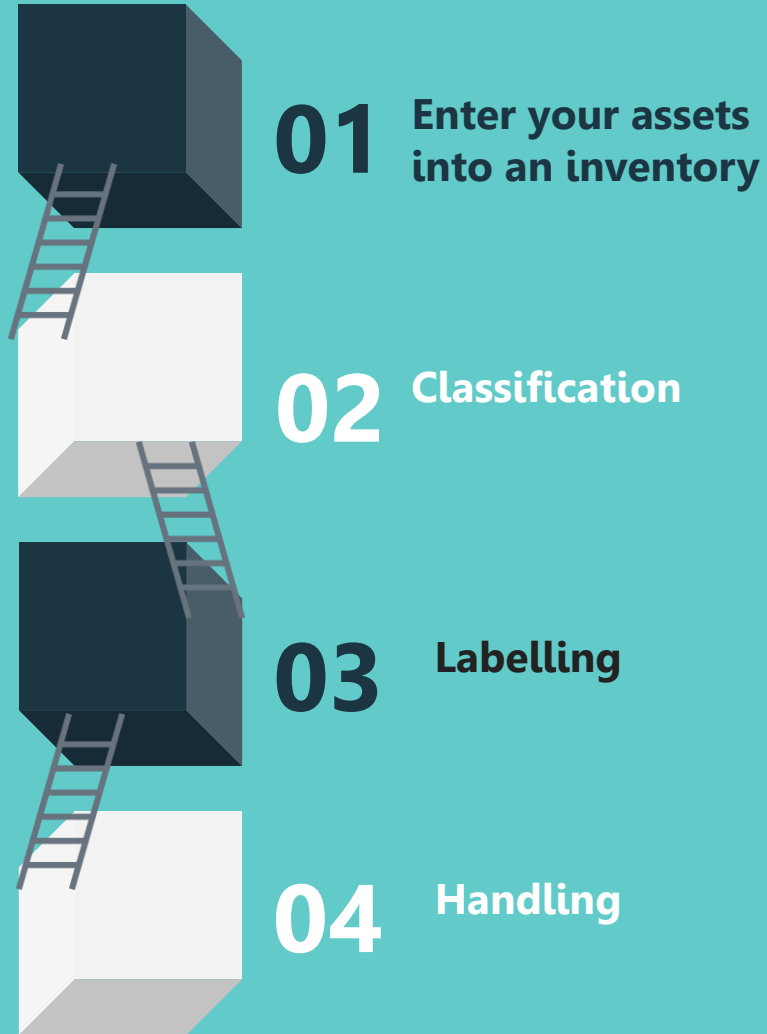 01
Enter your assets
into an inventory
02
Classification
03
Labelling
04
Handling